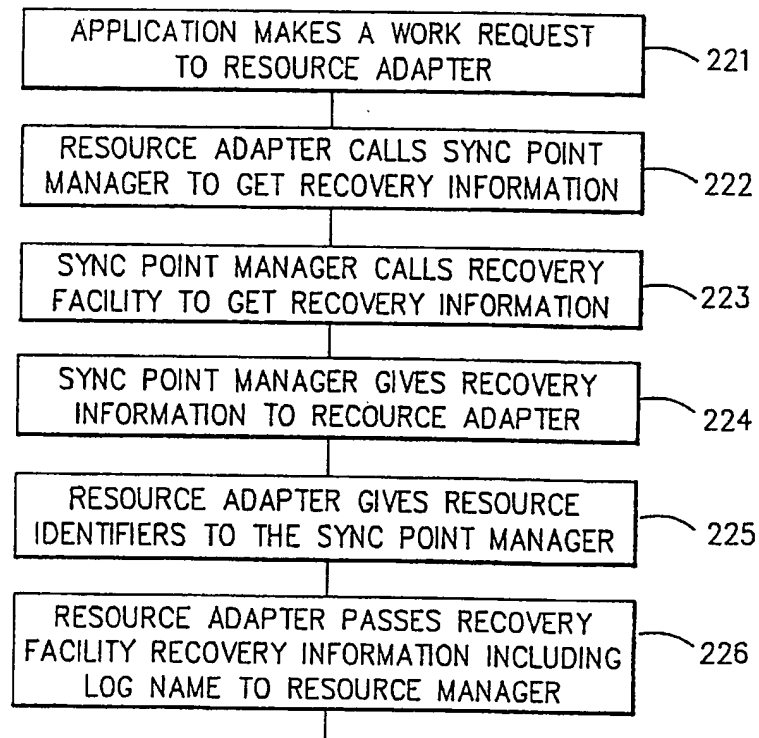 APPLICATION MAKES A WORK REQUEST
TO RESOURCE ADAPTER
221
RESOURCE ADAPTER CALLS SYNC POINT
MANAGER TO GET RECOVERY INFORMATION
222
SYNC POINT MANAGER CALLS RECOVERY
FACILITY TO GET RECOVERY INFORMATION
223
SYNC POINT MANAGER GIVES RECOVERY
INFORMATION TO RECOURCE ADAPTER
224
RESOURCE ADAPTER GIVES RESOURCE
IDENTIFIERS TO THE SYNC POINT MANAGER
225
RESOURCE ADAPTER PASSES RECOVERY
FACILITY RECOVERY INFORMATION INCLUDING
LOG NAME TO RESOURCE MANAGER
226